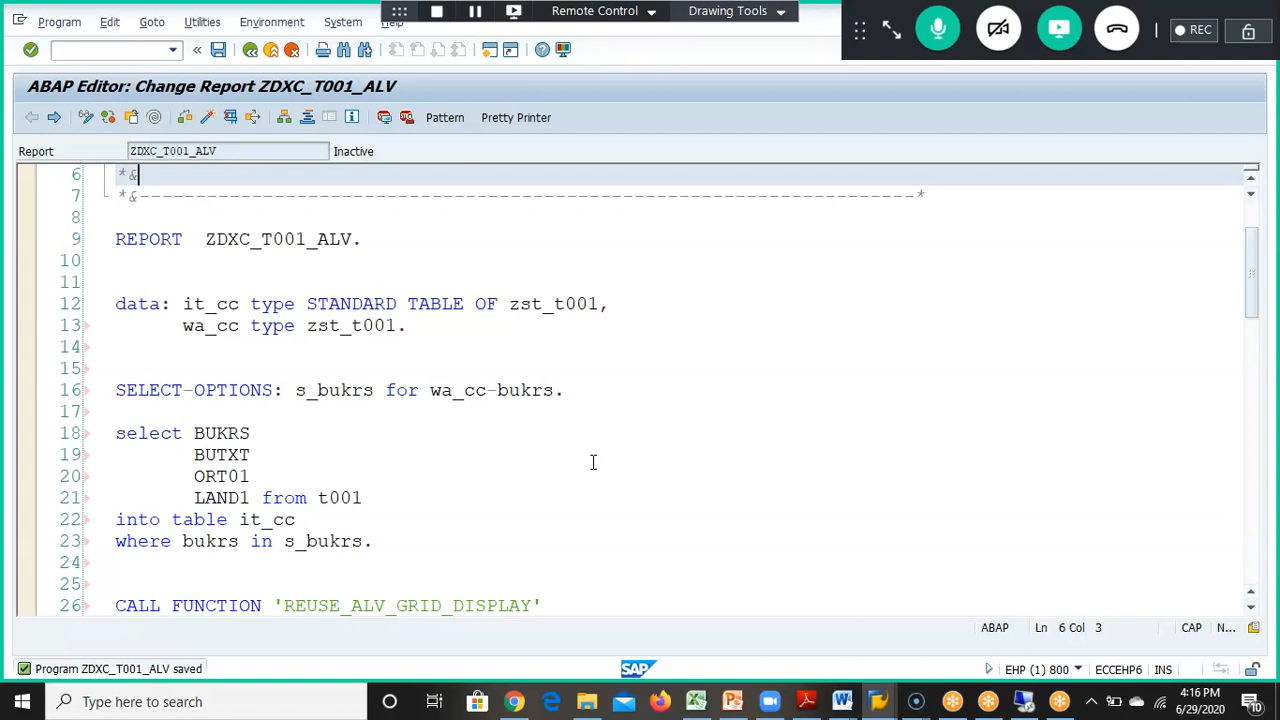 Program Edit Goto Utilities Environment System Help
Remote Control Drawing Tools
REC
ABAP Editor: Change Report ZDXC_T001_ALV
Pattern Pretty Printer
Report ZDXC_T001_ALV Inactive
6 *&
7 *&---------------------------------------------------------------------*
8
9 REPORT ZDXC_T001_ALV.
10
11
12 data: it_cc type STANDARD TABLE OF zst_t001,
13 wa_cc type zst_t001.
14
15
16 SELECT-OPTIONS: s_bukrs for wa_cc-bukrs.
17
18 select BUKRS
19 BUTXT
20 ORT01
21 LAND1 from t001
22 into table it_cc
23 where bukrs in s_bukrs.
24
25
26 CALL FUNCTION 'REUSE_ALV_GRID_DISPLAY'
ABAP Ln 6 Col 3 CAP N...
Program ZDXC_T001_ALV saved
SAP
EHP (1) 800 ECCEHP6 INS
Type here to search
4:16 PM
6/29/2020
10